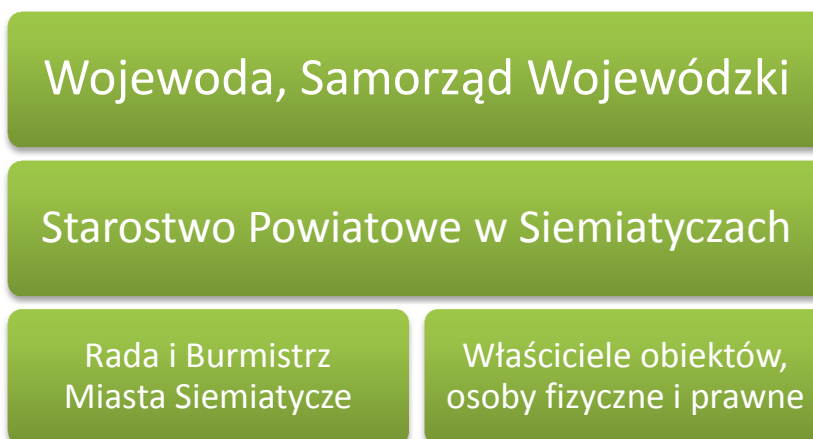 Wojewoda, Samorząd Wojewódzki
Starostwo Powiatowe w Siemiatyczach
Rada i Burmistrz
Miasta Siemiatycze
Właściciele obiektów,
osoby fizyczne i prawne